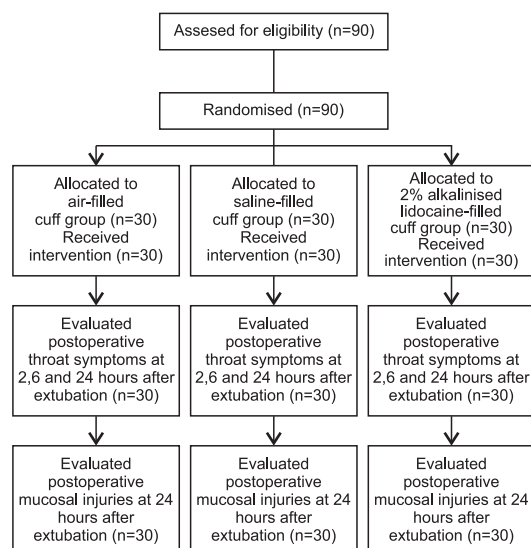 Assesed for eligibility (n=90)
Randomised (n=90)
Allocated to
air-filled
cuff group (n=30)
Received
intervention (n=30)
Allocated to
saline-filled
cuff group (n=30)
Received
intervention (n=30)
Allocated to
2% alkalinised
lidocaine-filled
cuff group (n=30)
Received
intervention (n=30)
Evaluated
postoperative
throat symptoms at
2,6 and 24 hours after
extubation (n=30)
Evaluated
postoperative
throat symptoms at
2,6 and 24 hours after
extubation (n=30)
Evaluated
postoperative
throat symptoms at
2,6 and 24 hours after
extubation (n=30)
Evaluated
postoperative
mucosal injuries at 24
hours after
extubation (n=30)
Evaluated
postoperative
mucosal injuries at 24
hours after
extubation (n=30)
Evaluated
postoperative
mucosal injuries at 24
hours after
extubation (n=30)